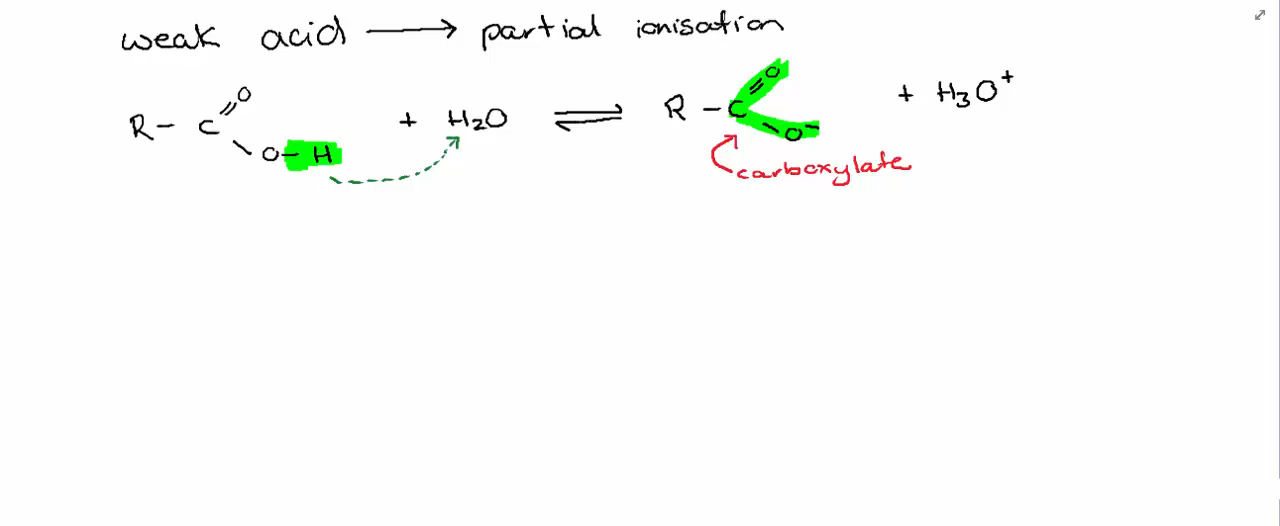 weak acid → partial ionisation
R – C =O O – H + H₂O ⇌ R – C =O – O⁻ + H₃O⁺
carboxylate